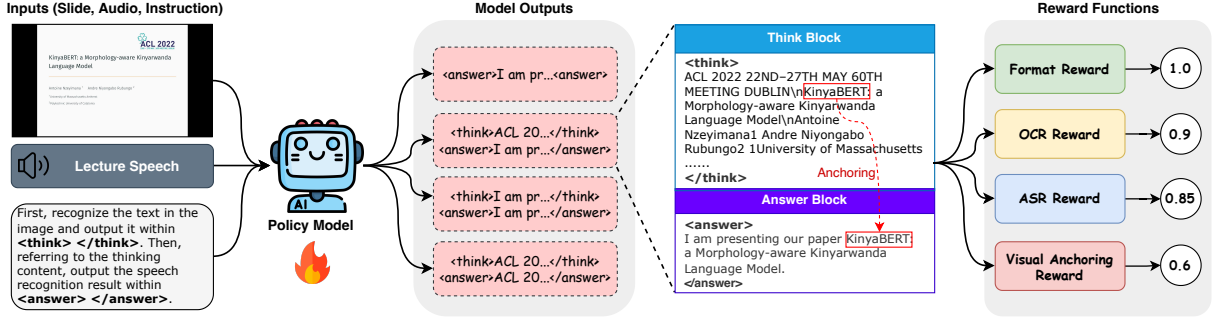 Inputs (Slide, Audio, Instruction)
ACL 2022
KinyaBERT: a Morphology-aware Kinyarwanda
Language Model
Lecture Speech
First, recognize the text in the
image and output it within
<think> </think>. Then,
referring to the thinking
content, output the speech
recognition result within
<answer> </answer>.
AI
Policy Model
Model Outputs
<answer>I am pr...<answer>
<think>ACL 20...</think>
<answer>I am pr...</answer>
<think>I am pr...</think>
<answer>I am pr...</answer>
<think>ACL 20...</think>
<answer>ACL 20...</answer>
Think Block
<think>
ACL 2022 22ND–27TH MAY 60TH
MEETING DUBLIN\nKinyaBERT: a
Morphology-aware Kinyarwanda
Language Model\nAntoine
Nzeyimana1 Andre Niyongabo
Rubungo2 1University of Massachusetts
......
</think>
Anchoring
Answer Block
<answer>
I am presenting our paper KinyaBERT:
a Morphology-aware Kinyarwanda
Language Model.
</answer>
Reward Functions
Format Reward
1.0
OCR Reward
0.9
ASR Reward
0.85
Visual Anchoring
Reward
0.6